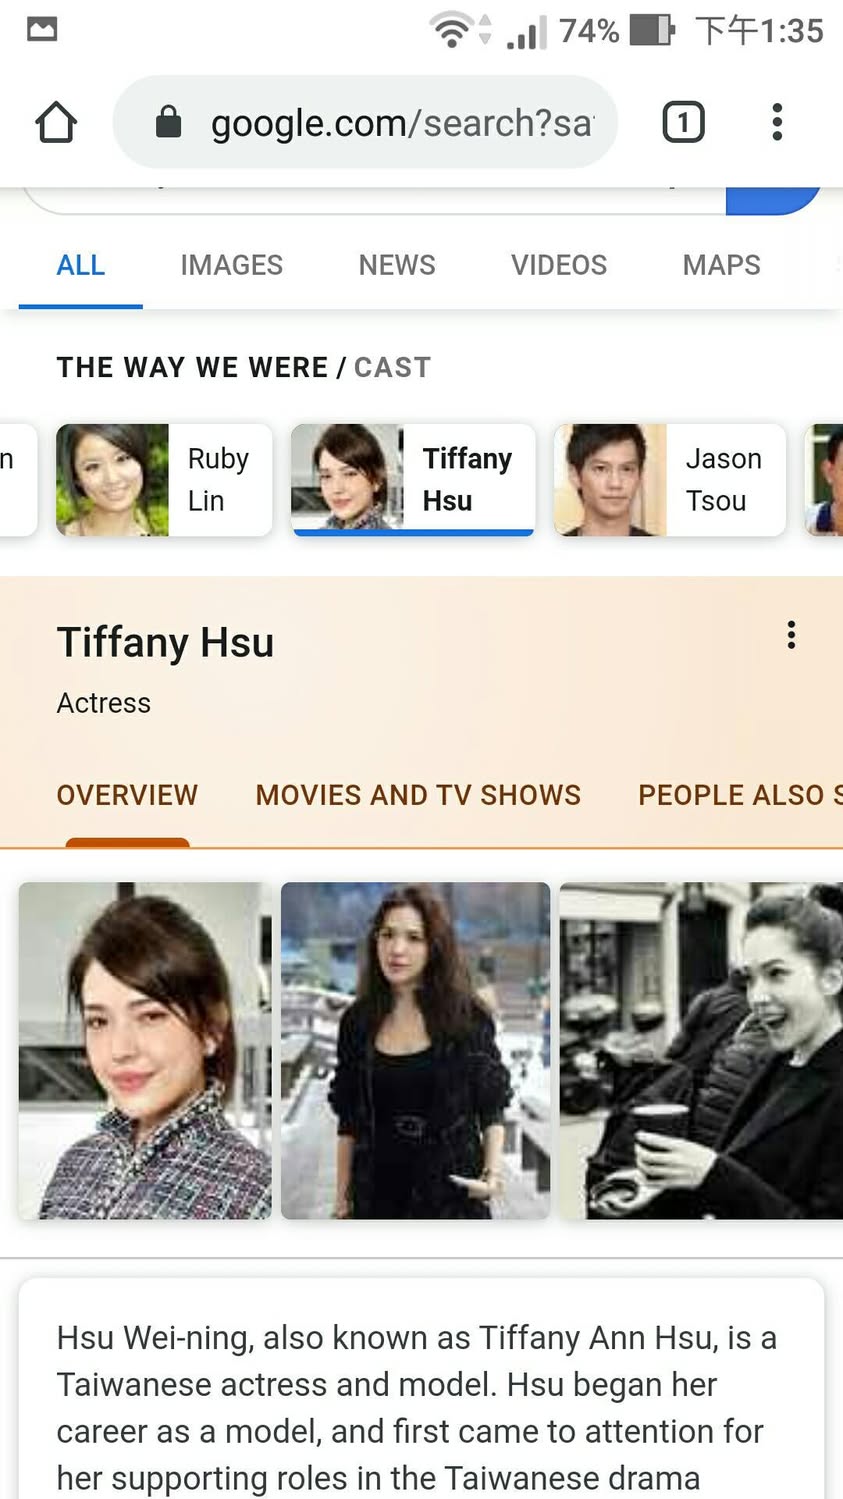 74% 下午1:35
google.com/search?sa
1
ALL IMAGES NEWS VIDEOS MAPS
THE WAY WE WERE / CAST
n
Ruby
Lin
Tiffany
Hsu
Jason
Tsou
Tiffany Hsu
Actress
OVERVIEW MOVIES AND TV SHOWS PEOPLE ALSO S
Hsu Wei-ning, also known as Tiffany Ann Hsu, is a
Taiwanese actress and model. Hsu began her
career as a model, and first came to attention for
her supporting roles in the Taiwanese drama